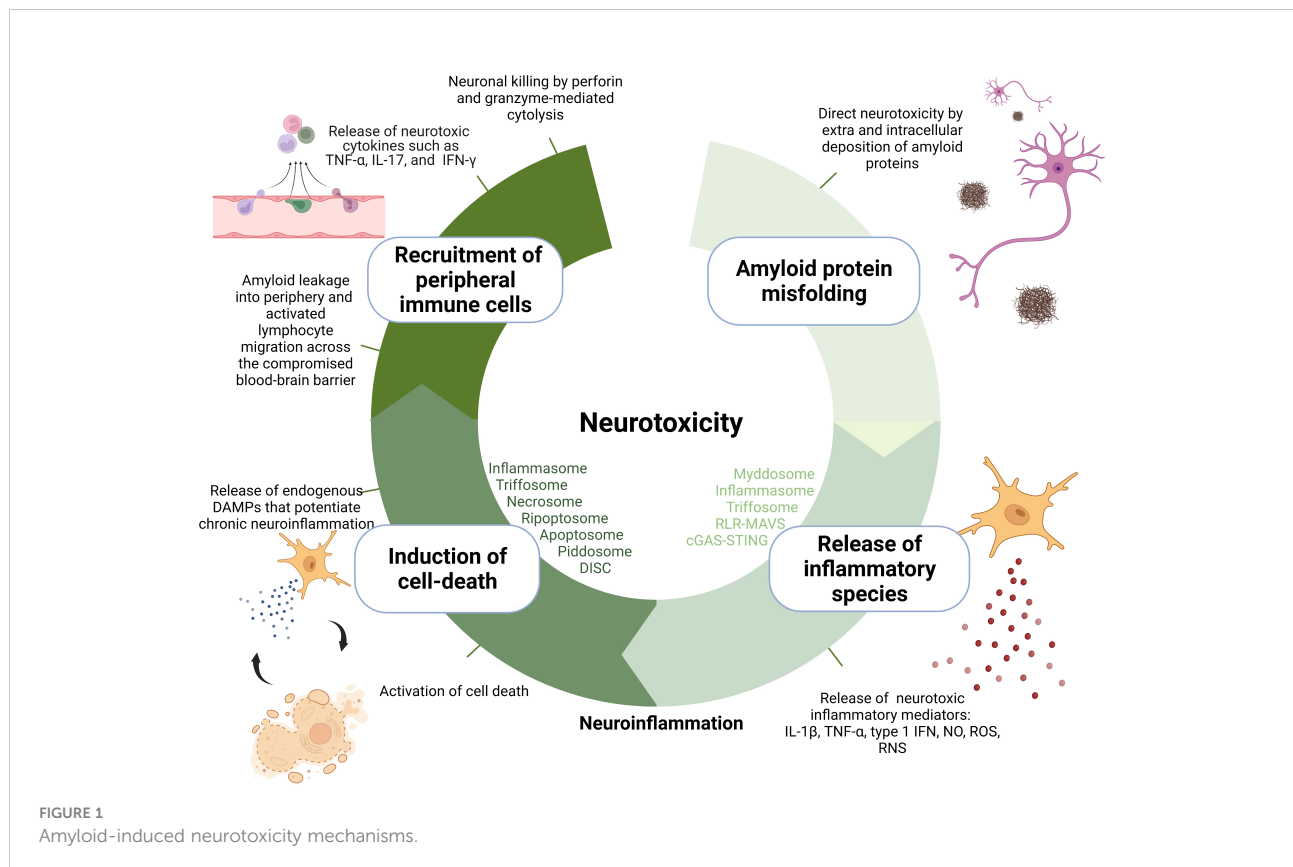 Neuronal killing by perforin
and granzyme-mediated
cytolysis
Release of neurotoxic
cytokines such as
TNF-α, IL-17, and IFN-γ
Direct neurotoxicity by
extra and intracellular
deposition of amyloid
proteins
Recruitment of
peripheral
immune cells
Amyloid protein
misfolding
Amyloid leakage
into periphery and
activated
lymphocyte
migration across
the compromised
blood-brain barrier
Neurotoxicity
Inflammasome
Triffosome
Necrosome
Ripoptosome
Apoptosome
Piddosome
DISC
Myddosome
Inflammasome
Triffosome
RLR-MAVS
cGAS-STING
Release of endogenous
DAMPs that potentiate
chronic neuroinflammation
Induction of
cell-death
Release of
inflammatory
species
Activation of cell death
Neuroinflammation
Release of neurotoxic
inflammatory mediators:
IL-1β, TNF-α, type 1 IFN, NO, ROS,
RNS
FIGURE 1
Amyloid-induced neurotoxicity mechanisms.